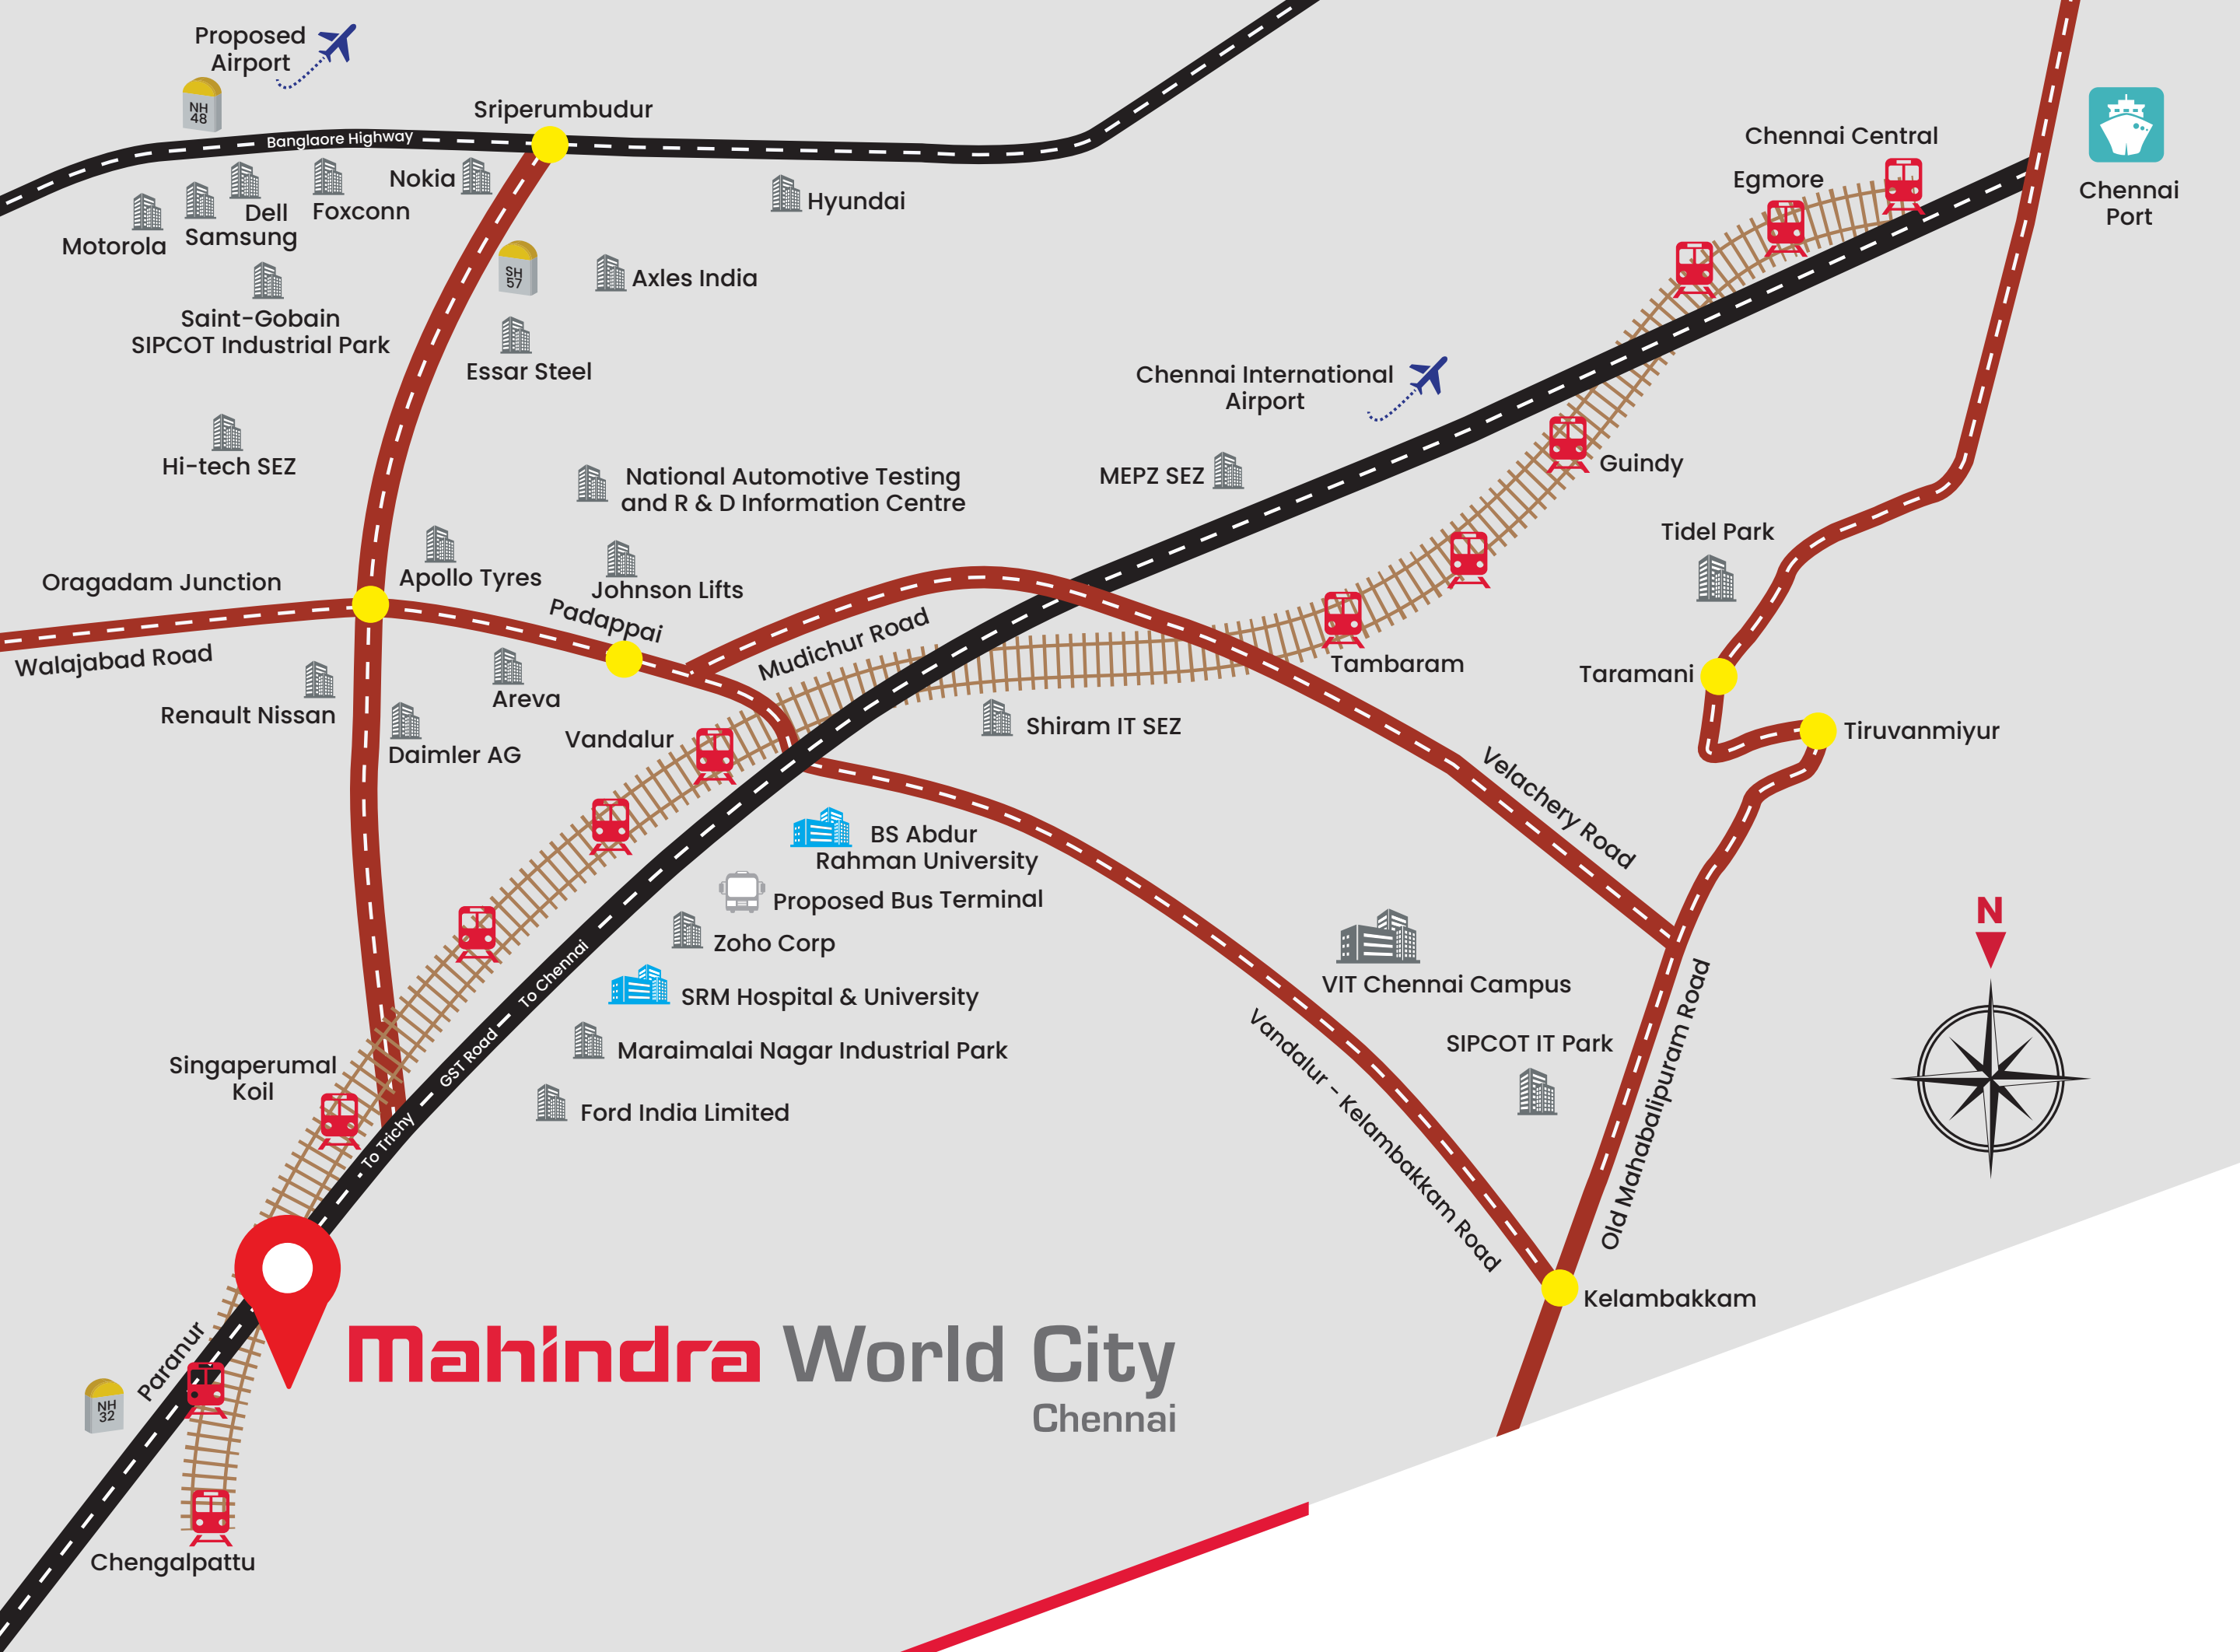 Proposed
Airport
NH
48
Banglaore Highway
Sriperumbudur
Nokia
Motorola
Samsung
Dell
Foxconn
Hyundai
Saint-Gobain
SIPCOT Industrial Park
SH
57
Axles India
Essar Steel
Chennai Central
Egmore
Chennai
Port
Chennai International
Airport
MEPZ SEZ
Guindy
Hi-tech SEZ
National Automotive Testing
and R & D Information Centre
Tidel Park
Oragadam Junction
Apollo Tyres
Johnson Lifts
Padappai
Mudichur Road
Walajabad Road
Tambaram
Taramani
Tiruvanmiyur
Renault Nissan
Areva
Daimler AG
Vandalur
Shiram IT SEZ
Velachery Road
BS Abdur
Rahman University
Proposed Bus Terminal
Zoho Corp
SRM Hospital & University
Maraimalai Nagar Industrial Park
Ford India Limited
To Chennai
GST Road
To Trichy
VIT Chennai Campus
SIPCOT IT Park
Vandalur - Kelambakkam Road
Old Mahabalipuram Road
N
Singaperumal
Koil
Kelambakkam
Mahindra World City
Chennai
Paranur
NH
32
Chengalpattu